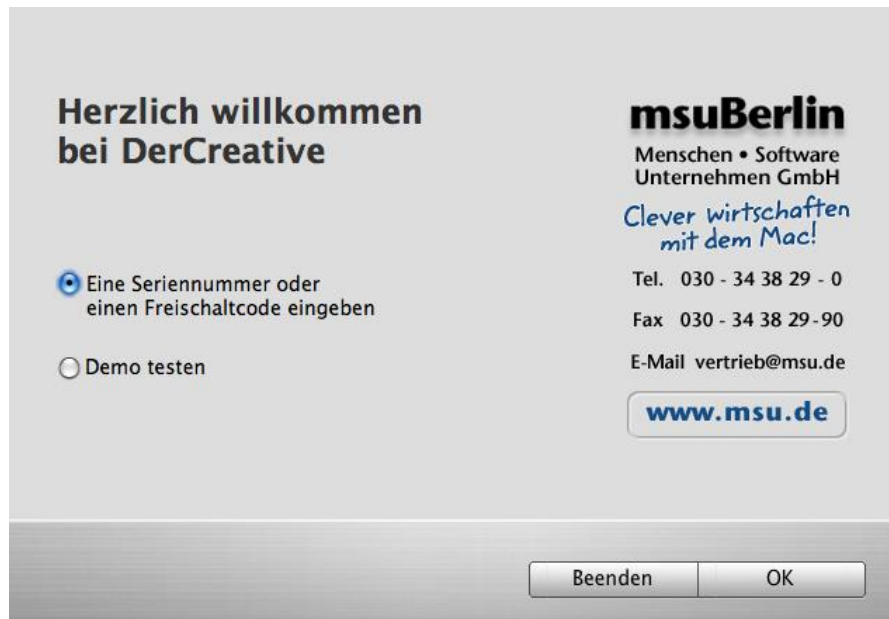 Herzlich willkommen
bei DerCreative
Eine Seriennummer oder
einen Freischaltcode eingeben
Demo testen
msuBerlin
Menschen • Software
Unternehmen GmbH
Clever wirtschaften
mit dem Mac!
Tel. 030 - 34 38 29 - 0
Fax 030 - 34 38 29 - 90
E-Mail vertrieb@msu.de
www.msu.de
Beenden
OK